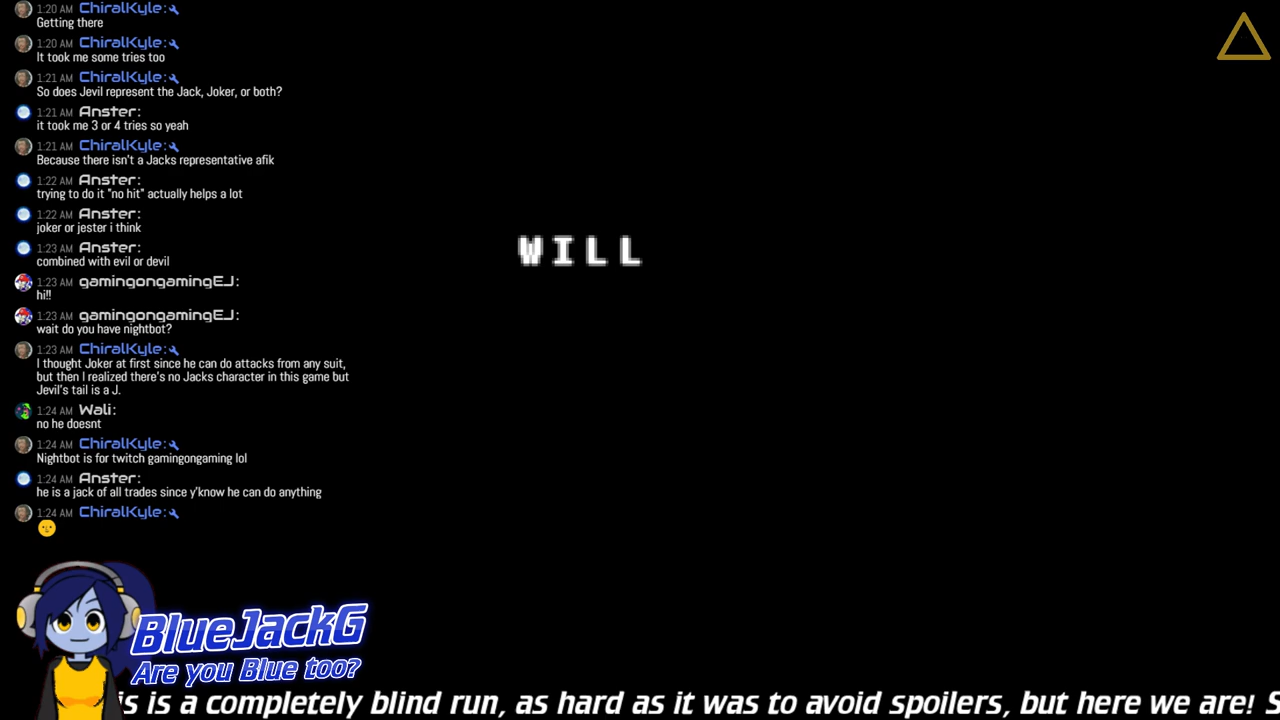 1:20 AM ChiralKyle:
Getting there
1:20 AM ChiralKyle:
It took me some tries too
1:21 AM ChiralKyle:
So does Jevil represent the Jack, Joker, or both?
1:21 AM Anster:
it took me 3 or 4 tries so yeah
1:21 AM ChiralKyle:
Because there isn't a Jacks representative afik
1:22 AM Anster:
trying to do it "no hit" actually helps a lot
1:22 AM Anster:
joker or jester i think
1:23 AM Anster:
combined with evil or devil
1:23 AM gamingongamingEJ:
hi!!
1:23 AM gamingongamingEJ:
wait do you have nightbot?
1:23 AM ChiralKyle:
I thought Joker at first since he can do attacks from any suit,
but then I realized there's no Jacks character in this game but
Jevil's tail is a J.
1:24 AM Wali:
no he doesnt
1:24 AM ChiralKyle:
Nightbot is for twitch gamingongaming lol
1:24 AM Anster:
he is a jack of all trades since y'know he can do anything
1:24 AM ChiralKyle:
WILL
BlueJackG
Are you Blue too?
is is a completely blind run, as hard as it was to avoid spoilers, but here we are! S